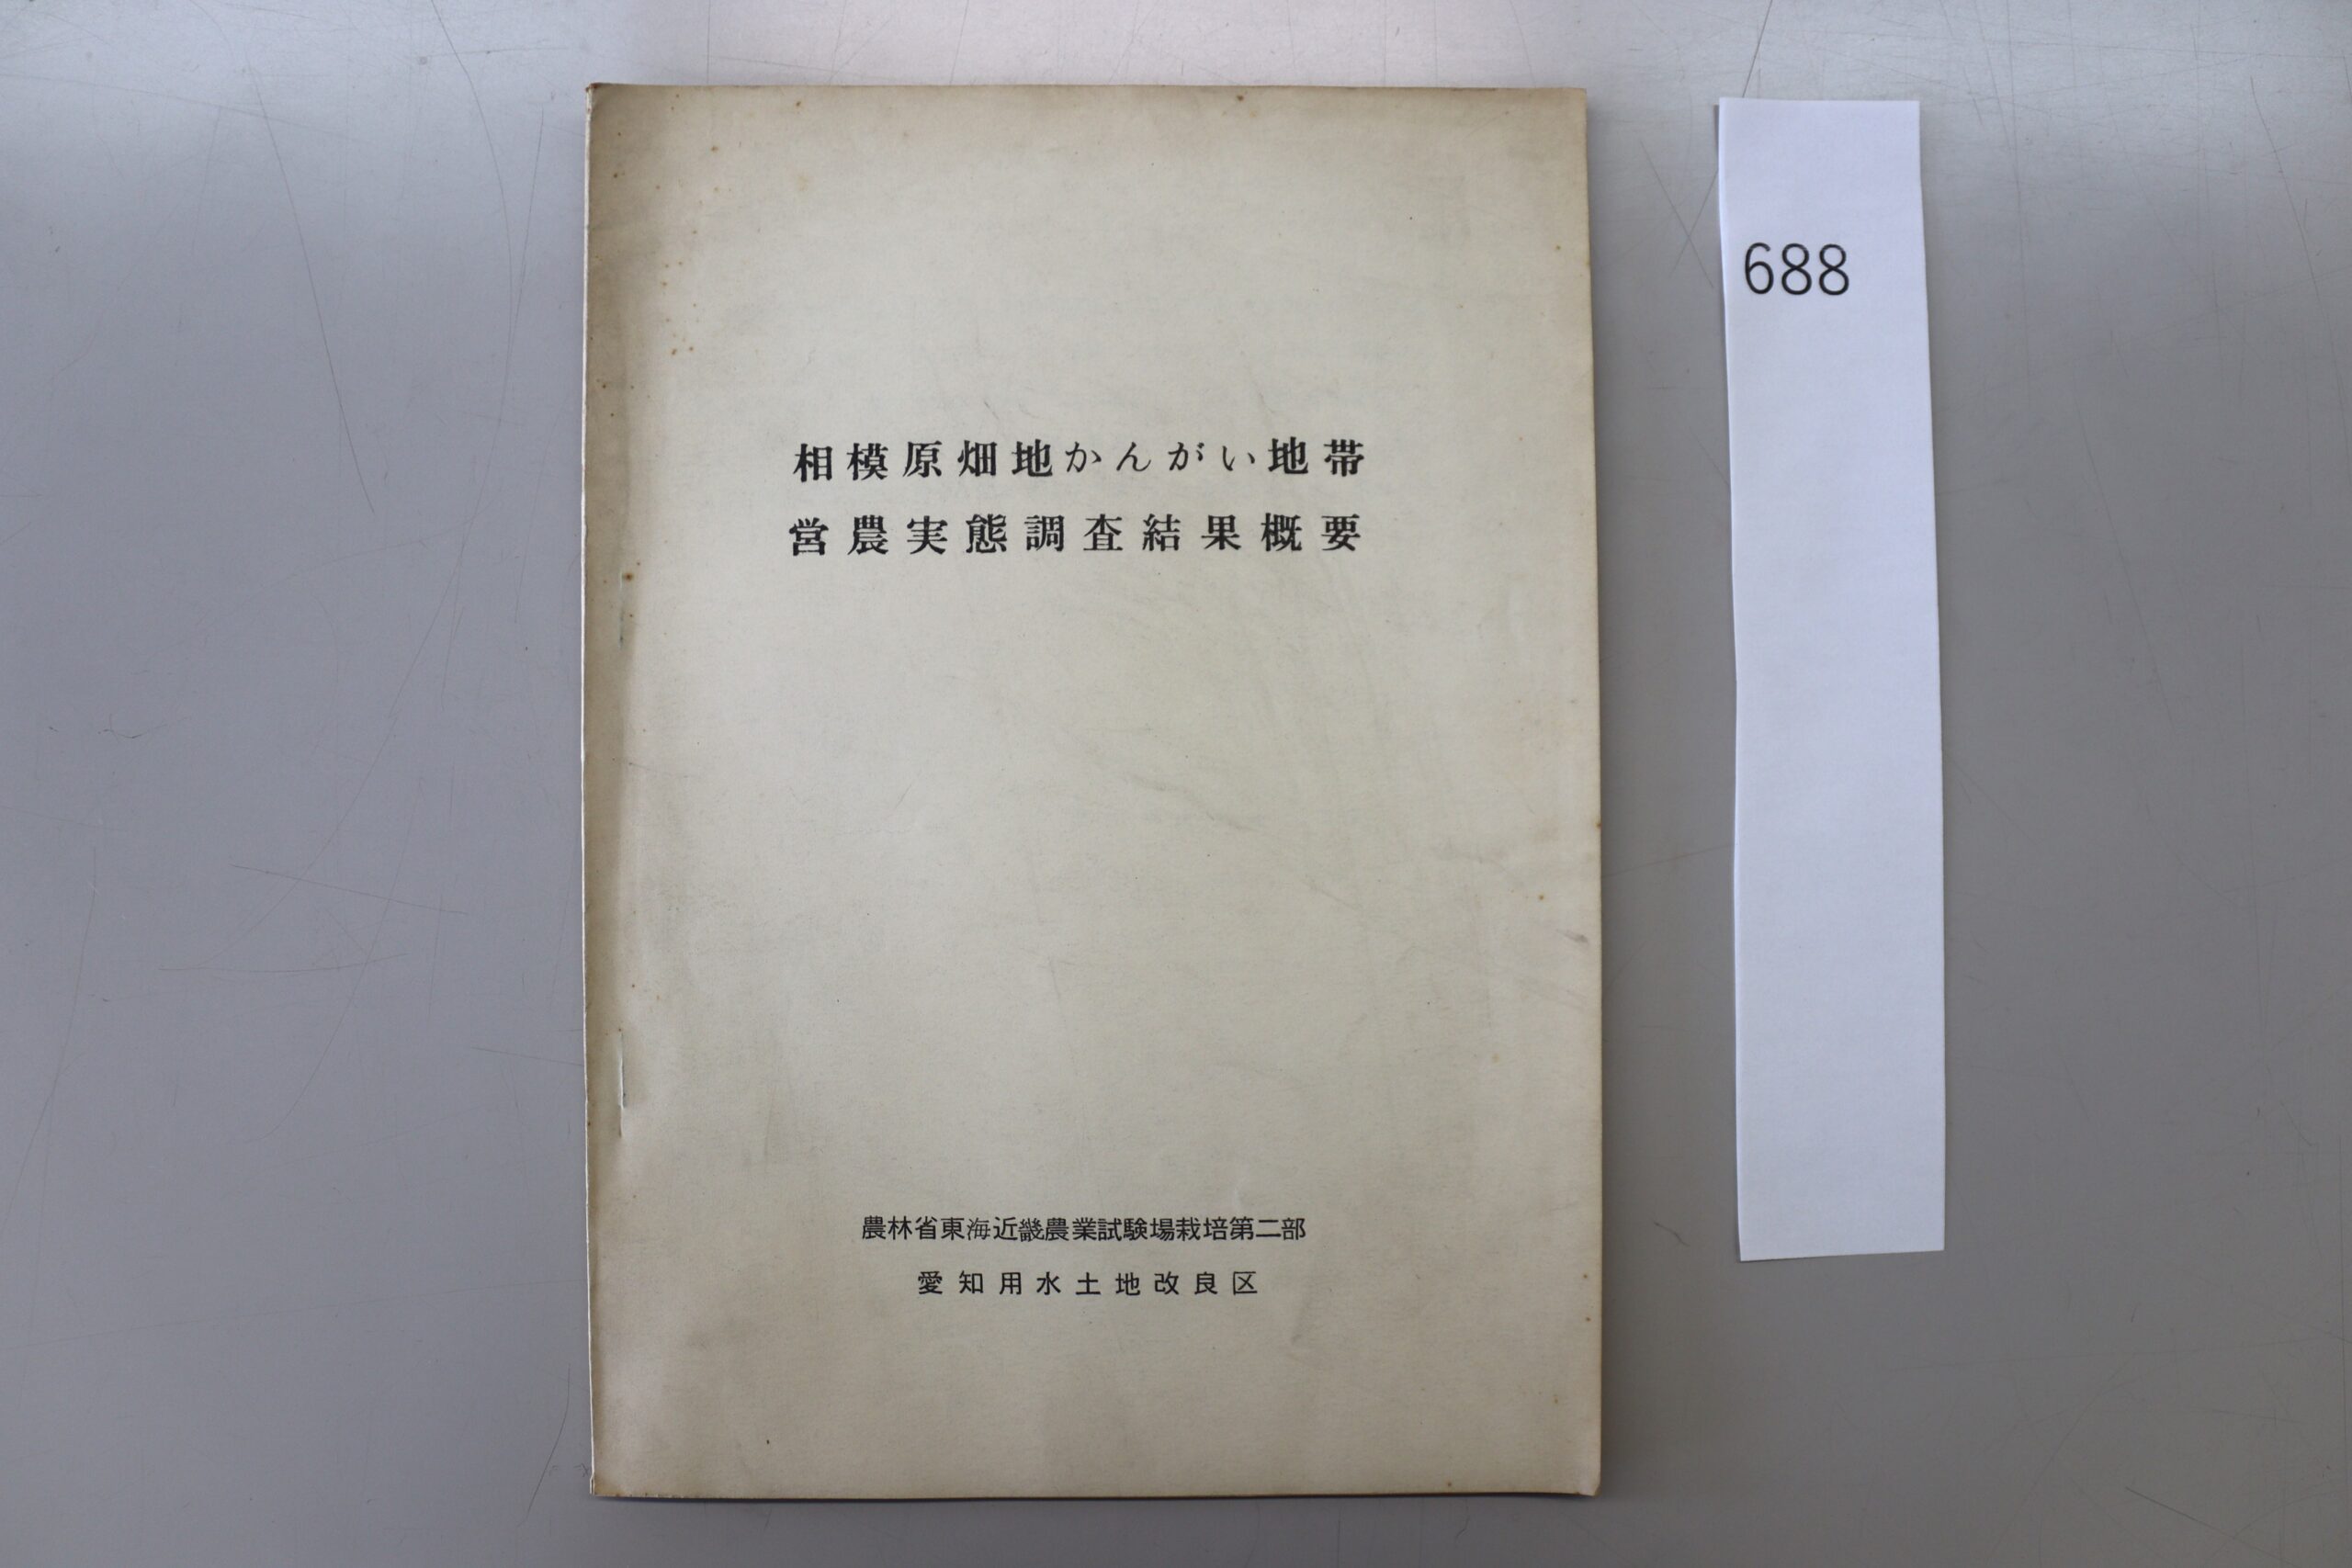 相模原畑地かんがい地帯
営農実態調査結果概要
農林省東海近畿農業試験場栽培第二部
愛知用水土地改良区
688